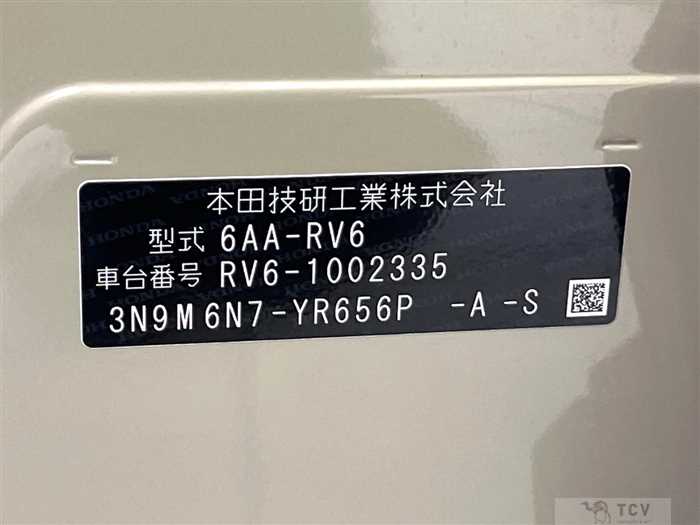 本田技研工業株式会社
型式 6AA-RV6
車台番号 RV6-1002335
3N9M6N7-YR656P -A -S
TCV